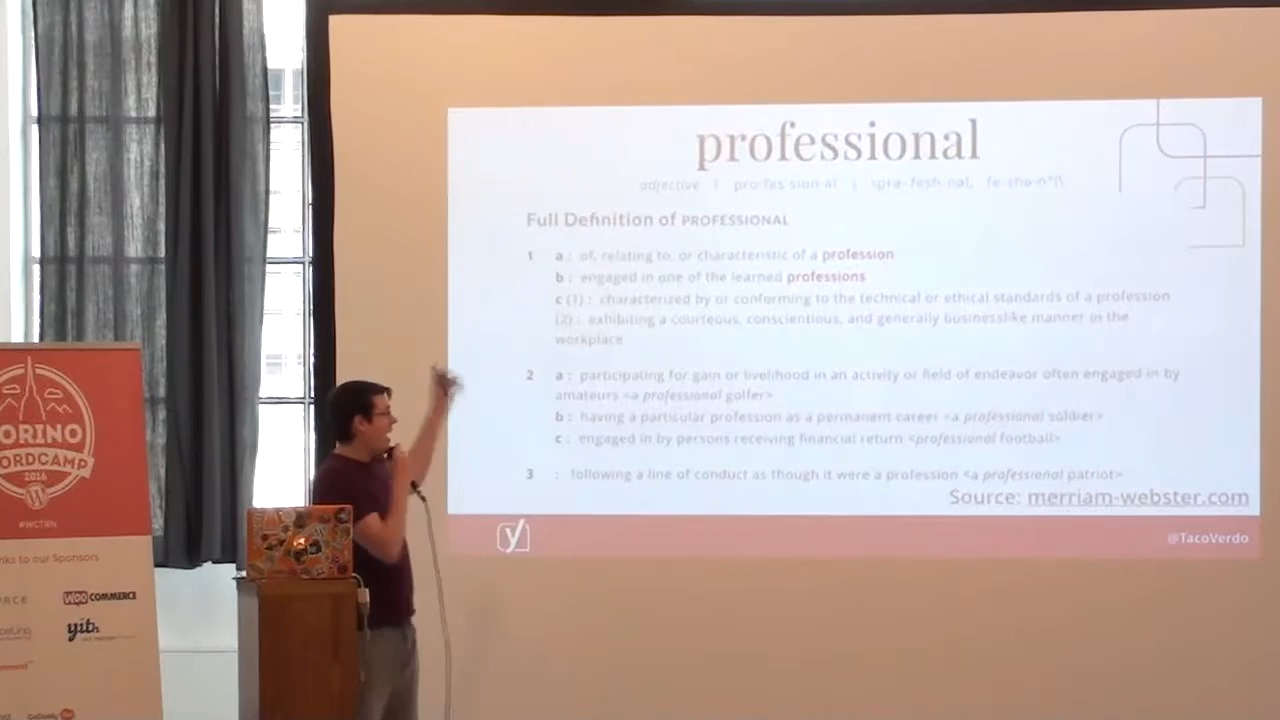 professional
adjective | pro·fes·sion·al |
Full Definition of PROFESSIONAL
1 a : of, relating to, or characteristic of a profession
b : engaged in one of the learned professions
c (1) : characterized by or conforming to the technical or ethical standards of a profession
(2) : exhibiting a courteous, conscientious, and generally businesslike manner in the
workplace
2 a : participating for gain or livelihood in an activity or field of endeavor often engaged in by
amateurs <a professional golfer>
b : having a particular profession as a permanent career <a professional soldier>
c : engaged in by persons receiving financial return <professional football>
3 : following a line of conduct as though it were a profession <a professional patriot>
Source: merriam-webster.com
y
@TacoVerdo
ORINO
ORDCAMP
2016
#WCTRN
nks to our Sponsors
WOO COMMERCE
GoDaddy